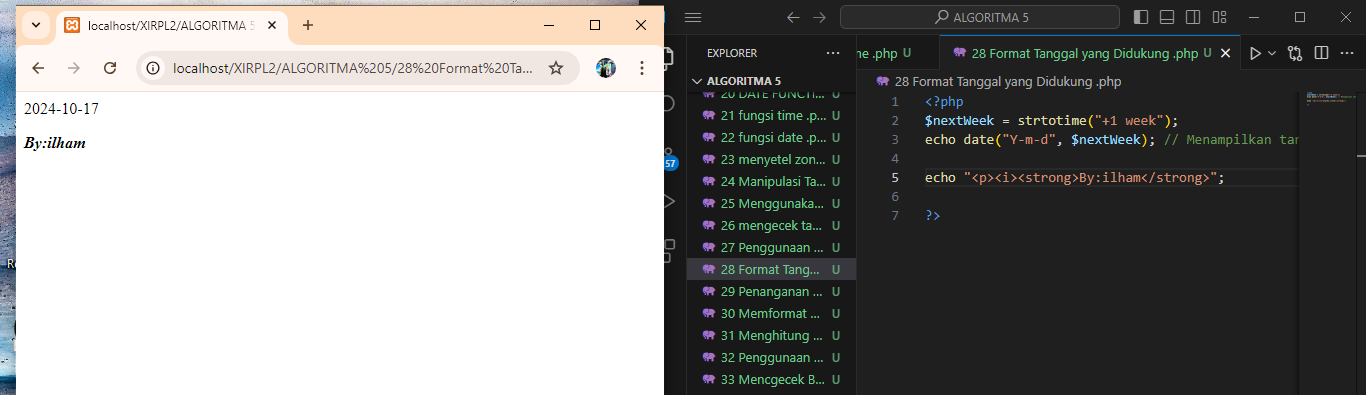 localhost/XIRPL2/ALGORITMA 5
localhost/XIRPL2/ALGORITMA%205/28%20Format%20Ta...
2024-10-17
By:ilham
ALGORITMA 5
EXPLORER
ALGORITMA 5
20 DATE FUNCTI... U
21 fungsi time .p... U
22 fungsi date .p... U
23 menyetel zon... U
24 Manipulasi Ta... U
25 Menggunaka... U
26 mengecek ta... U
27 Penggunaan ... U
28 Format Tang... U
29 Penanganan ... U
30 Memformat ... U
31 Menghitung ... U
32 Penggunaan ... U
33 Mencgecek B... U
57
me .php U
28 Format Tanggal yang Didukung .php U
28 Format Tanggal yang Didukung .php
1 <?php
2 $nextWeek = strtotime("+1 week");
3 echo date("Y-m-d", $nextWeek); // Menampilkan tan
4
5 echo "<p><i><strong>By:ilham</strong>";
6
7 ?>